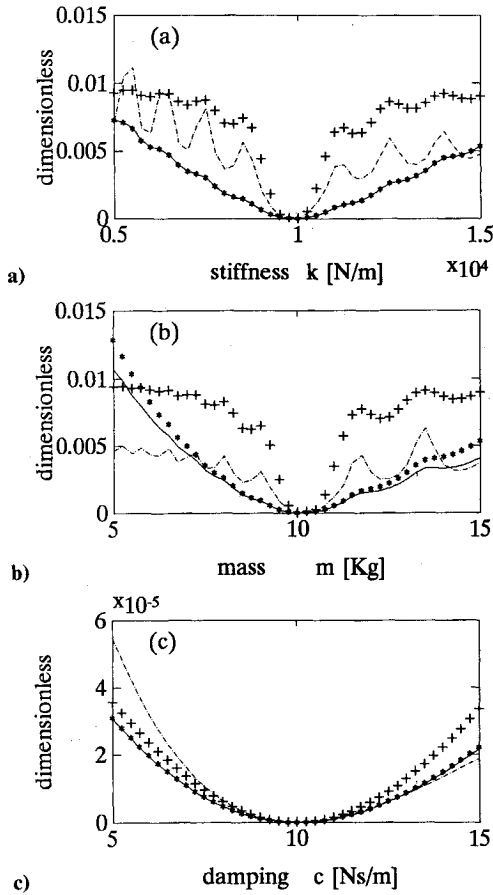 0.015
(a)
0.01
0.005
0
dimensionless
0.5
1
1.5
a)
stiffness k [N/m]
x10⁴
0.015
(b)
0.01
0.005
0
dimensionless
5
10
15
b)
mass m [Kg]
x10⁻⁵
6
(c)
4
2
0
dimensionless
5
10
15
c)
damping c [Ns/m]